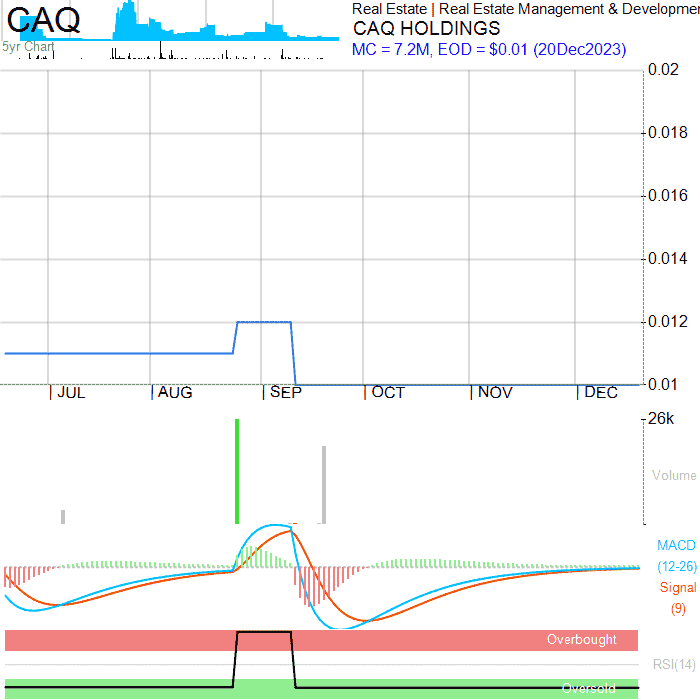 CAQ
5yr Chart
Real Estate | Real Estate Management & Developmen
CAQ HOLDINGS
MC = 7.2M, EOD = $0.01 (20Dec2023)
0.02
0.018
0.016
0.014
0.012
0.01
JUL AUG SEP OCT NOV DEC
26k
Volume
MACD
(12-26)
Signal
(9)
Overbought
RSI(14)
Oversold